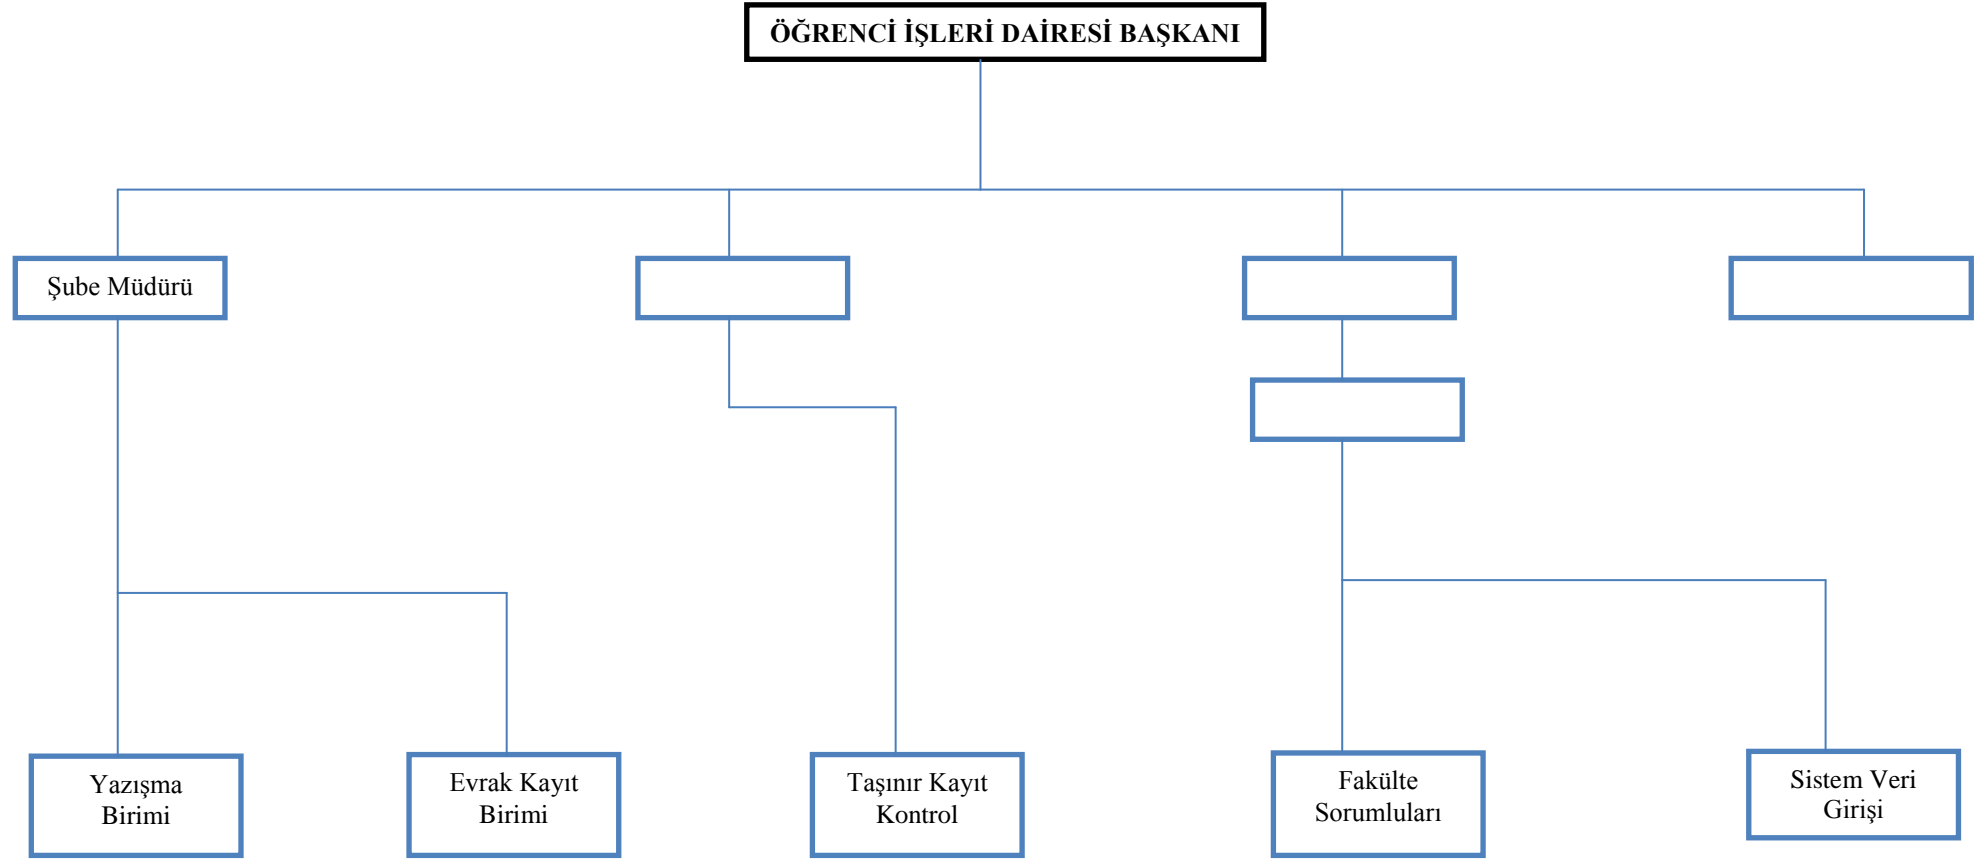 ÖĞRENCİ İŞLERİ DAİRESİ BAŞKANI
Şube Müdürü
Yazışma
Birimi
Evrak Kayıt
Birimi
Taşınır Kayıt
Kontrol
Fakülte
Sorumluları
Sistem Veri
Girişi